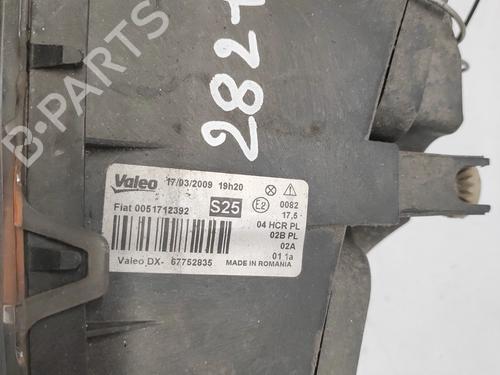 282
Valeo 17/03/2009 19h20
0082
Fiat 0051712392 S25 E2 17,5
04 HCR PL
02B PL
02A
01 1a
Valeo DX- 67752835 MADE IN ROMANIA
B-PARTS